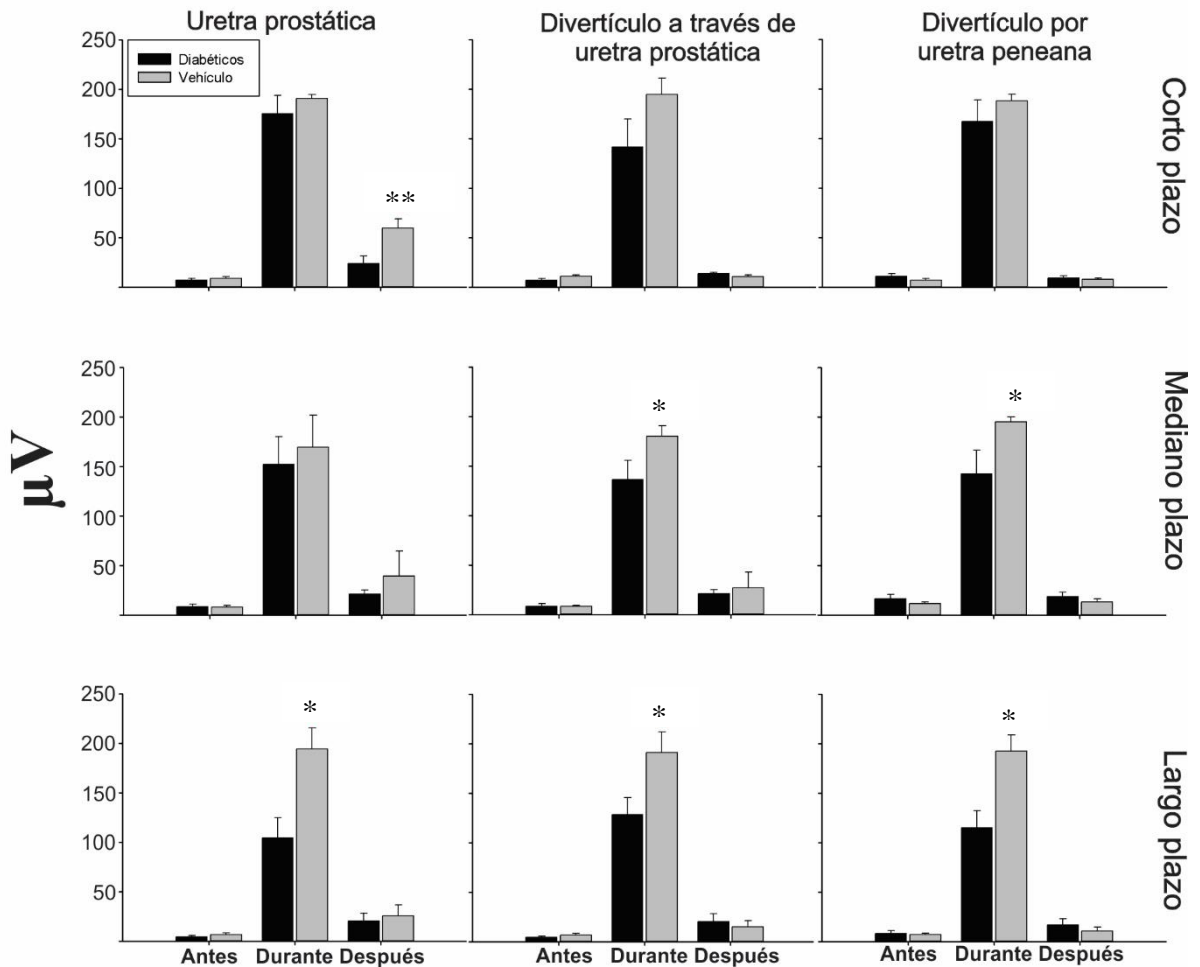 Uretra prostática
Divertículo a través de
uretra prostática
Divertículo por
uretra peneana
250
200
150
100
50
Diabéticos
Vehículo
**
Corto plazo
250
200
150
100
50
*
*
Mediano plazo
µV
250
200
150
100
50
*
*
*
Largo plazo
Antes Durante Después
Antes Durante Después
Antes Durante Después